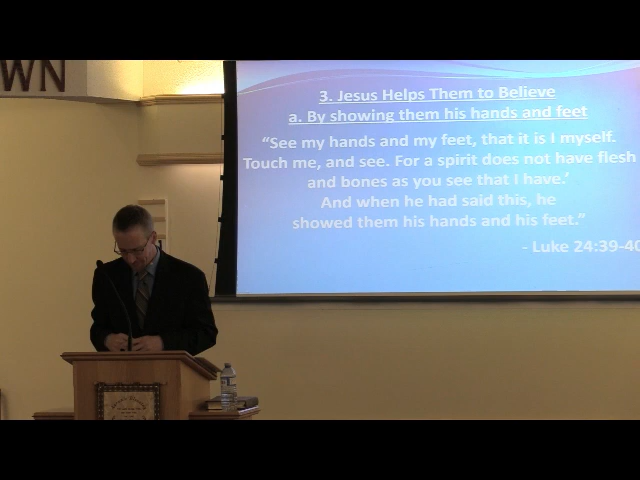 OWN
3. Jesus Helps Them to Believe
a. By showing them his hands and feet
“See my hands and my feet, that it is I myself.
Touch me, and see. For a spirit does not have flesh
and bones as you see that I have.’
And when he had said this, he
showed them his hands and his feet.”
- Luke 24:39-40